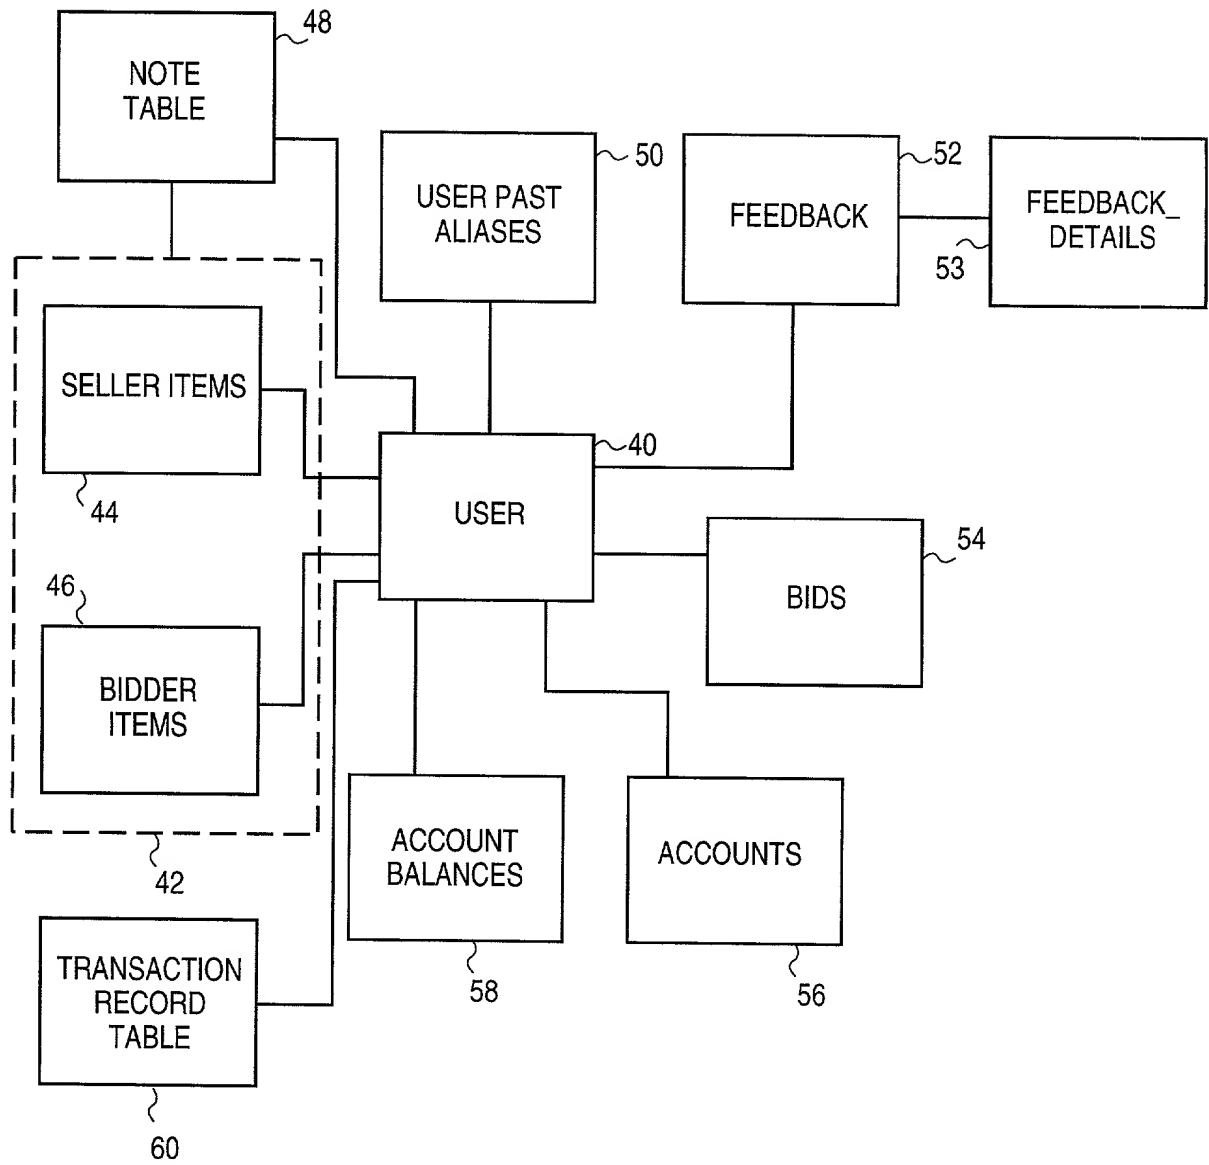 48
NOTE
TABLE
50
USER PAST
ALIASES
52
FEEDBACK
FEEDBACK_
DETAILS
53
SELLER ITEMS
44
40
USER
54
BIDS
46
BIDDER
ITEMS
42
ACCOUNT
BALANCES
58
ACCOUNTS
56
TRANSACTION
RECORD
TABLE
60